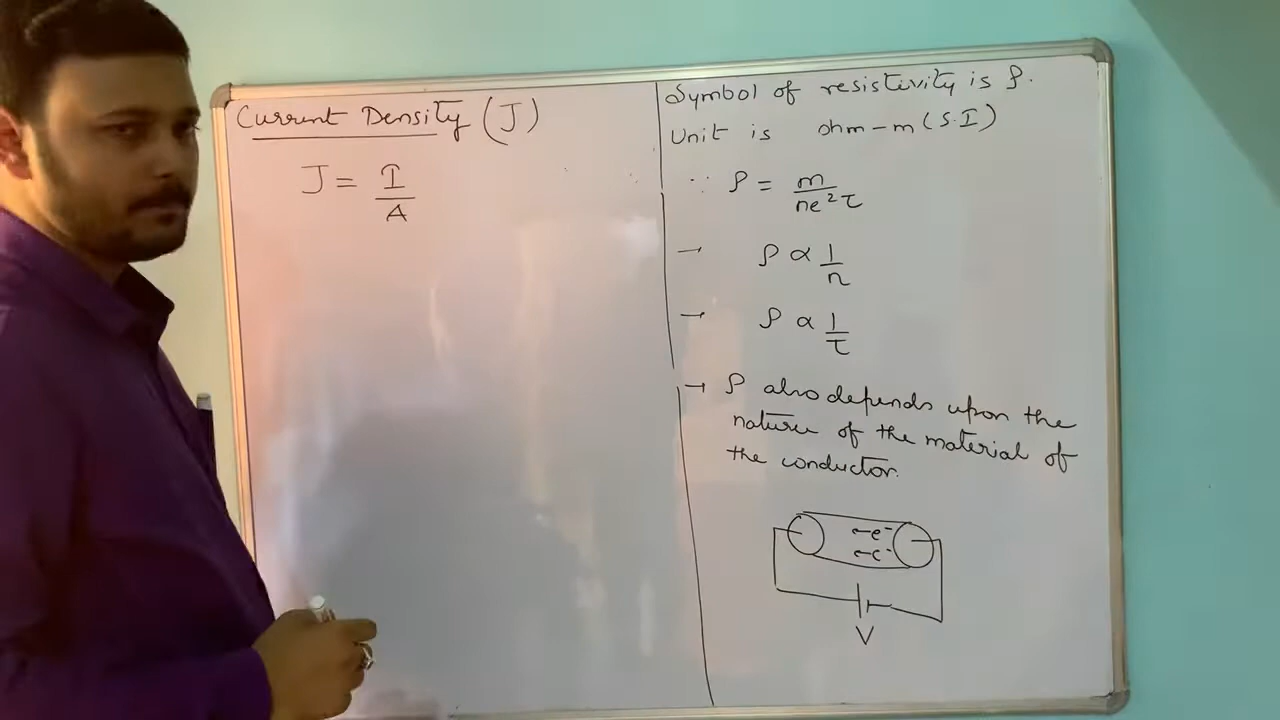 Current Density (J)
J = I/A
Symbol of resistivity is ρ.
Unit is ohm-m (S.I)
∵ ρ = m/ne²τ
→ ρ ∝ 1/n
→ ρ ∝ 1/τ
→ ρ also depends upon the
nature of the material of
the conductor.
←e⁻
←e⁻
V